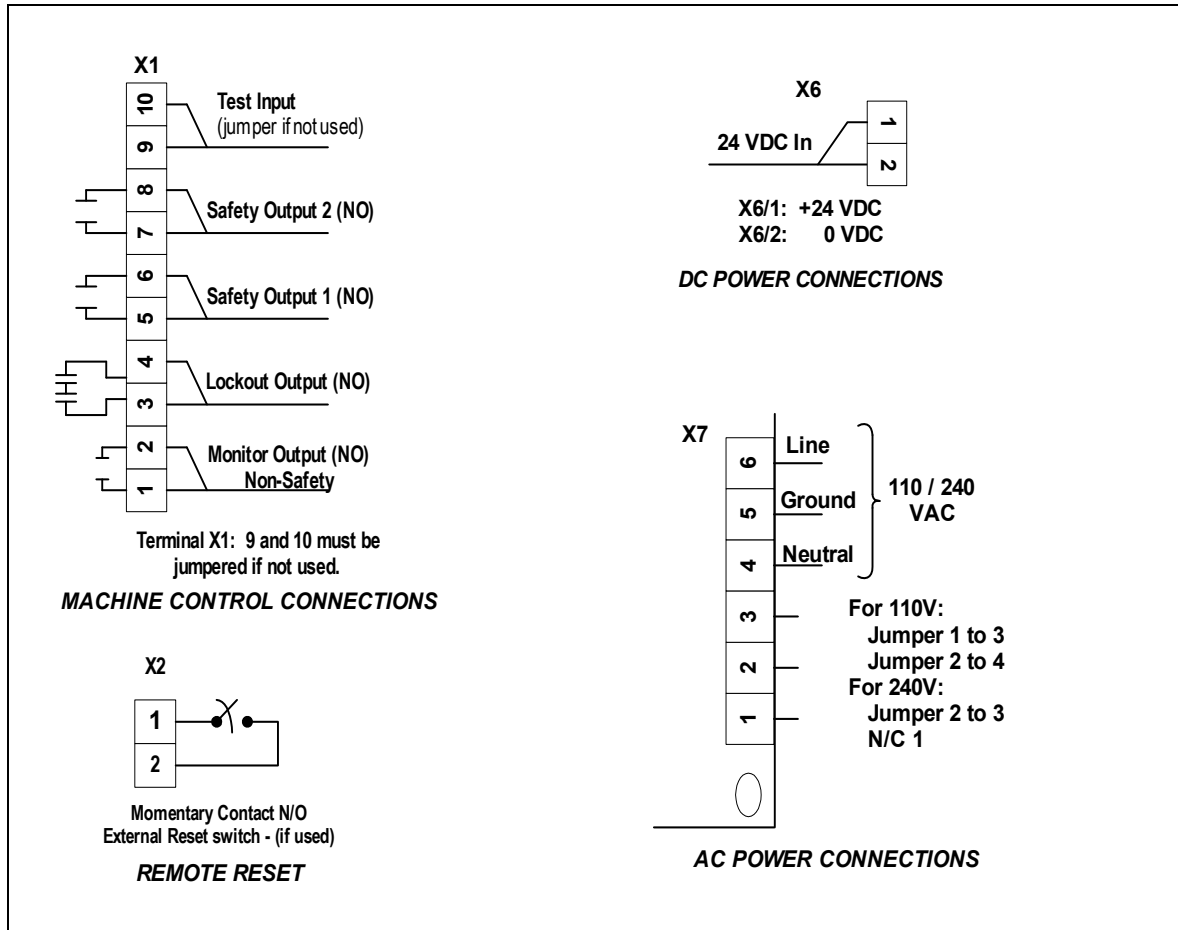 X1
10
Test Input
(jumper if not used)
9
8
Safety Output 2 (NO)
7
6
Safety Output 1 (NO)
5
4
Lockout Output (NO)
3
2
Monitor Output (NO)
Non-Safety
1
Terminal X1: 9 and 10 must be
jumpered if not used.
MACHINE CONTROL CONNECTIONS
X2
1
2
Momentary Contact N/O
External Reset switch - (if used)
REMOTE RESET
X6
1
24 VDC In
2
X6/1: +24 VDC
X6/2: 0 VDC
DC POWER CONNECTIONS
X7
Line
6
Ground
5
110 / 240
VAC
Neutral
4
3
2
1
For 110V:
Jumper 1 to 3
Jumper 2 to 4
For 240V:
Jumper 2 to 3
N/C 1
AC POWER CONNECTIONS